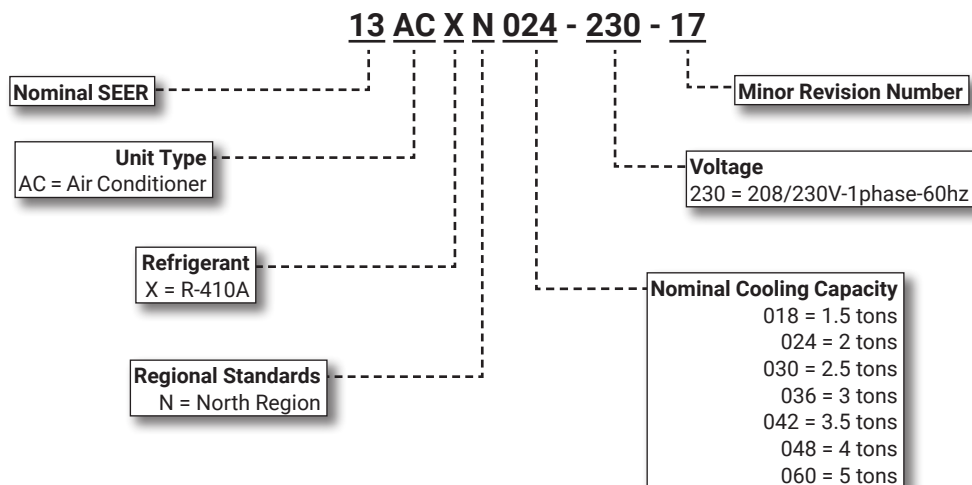 13 AC X N 024 - 230 - 17
Nominal SEER
Minor Revision Number
Unit Type
AC = Air Conditioner
Voltage
230 = 208/230V-1phase-60hz
Refrigerant
X = R-410A
Nominal Cooling Capacity
018 = 1.5 tons
024 = 2 tons
030 = 2.5 tons
036 = 3 tons
042 = 3.5 tons
048 = 4 tons
060 = 5 tons
Regional Standards
N = North Region